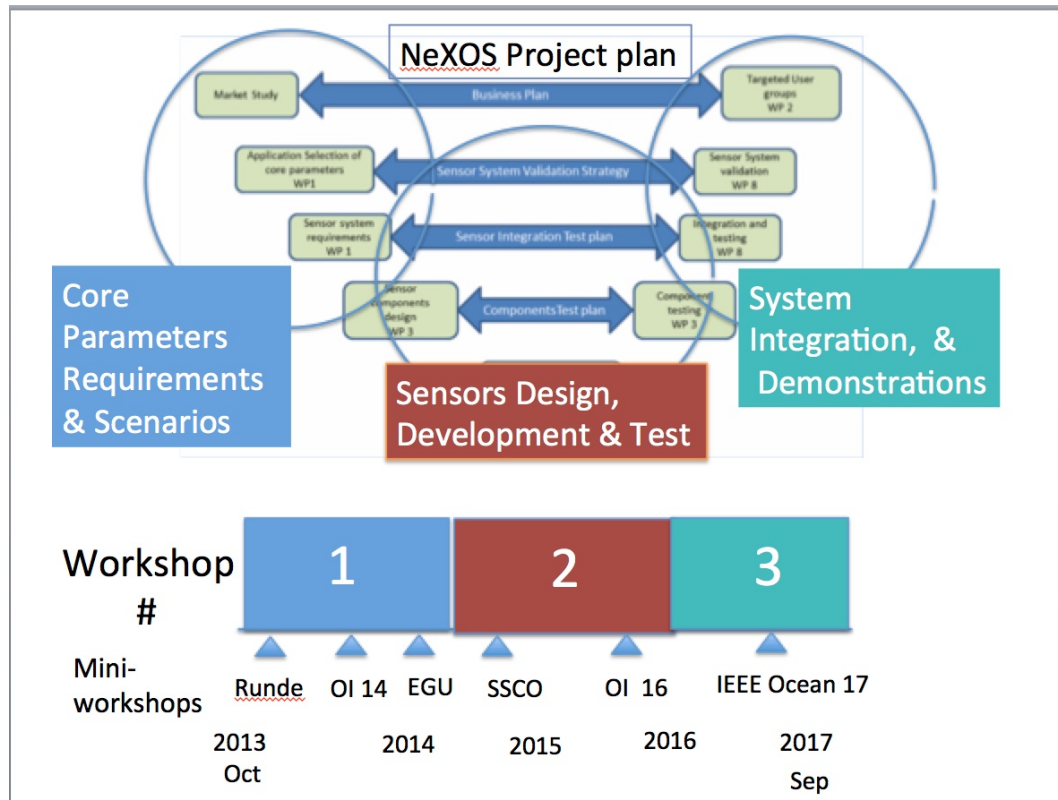 NeXOS Project plan
Market Study
Business Plan
Targeted User
groups
WP 2
Application Selection of
core parameters
WP1
Sensor System Validation Strategy
Sensor System
validation
WP 8
Sensor system
requirements
WP 1
Sensor Integration Test plan
Integration and
testing
WP 8
Sensor
components
design
WP 3
ComponentsTest plan
Component
testing
WP 3
Core
Parameters
Requirements
& Scenarios
Sensors Design,
Development & Test
System
Integration, &
Demonstrations
Workshop
#
1
2
3
Mini-
workshops
Runde
OI 14
EGU
SSCO
OI 16
IEEE Ocean 17
2013
Oct
2014
2015
2016
2017
Sep